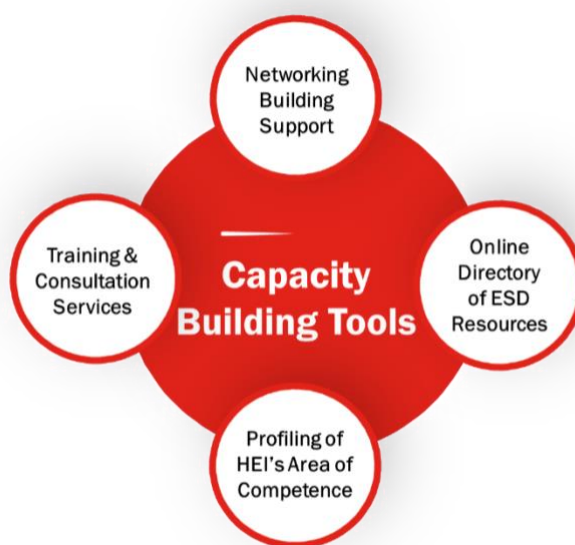 Networking
Building
Support
Training &
Consultation
Services
Capacity
Building Tools
Online
Directory
of ESD
Resources
Profiling of
HEI's Area of
Competence